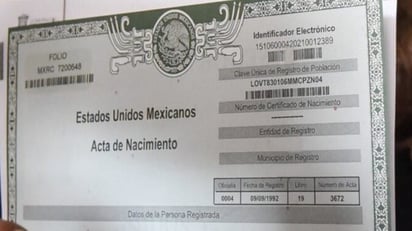 FOLIO
MXRC 7200648
Identificador Electrónico
15106000420210012389
Clave Única de Registro de Población
LOVT830106MMCPZN04
Número de Certificado de Nacimiento
Estados Unidos Mexicanos
Entidad de Registro
Acta de Nacimiento
Municipio de Registro
Oficialía Fecha de Registro Libro Número de Acta
0004 09/09/1992 19 3672
Datos de la Persona Registrada